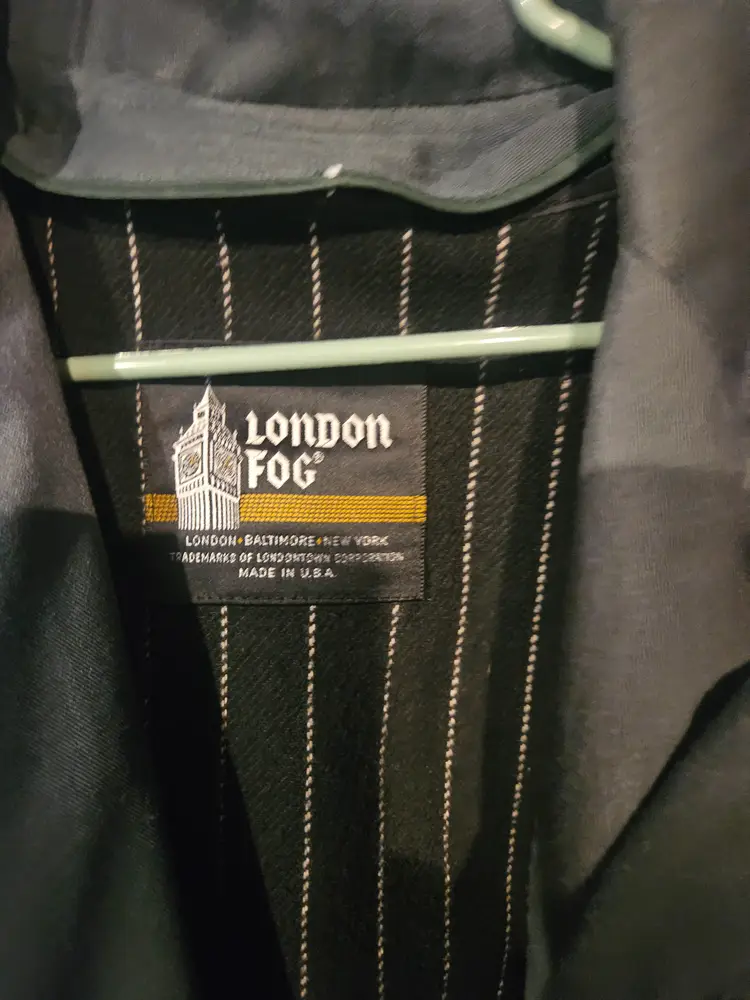 LONDON
FOG®
LONDON•BALTIMORE•NEW YORK
TRADEMARKS OF LONDONTOWN CORPORATION
MADE IN U.S.A.